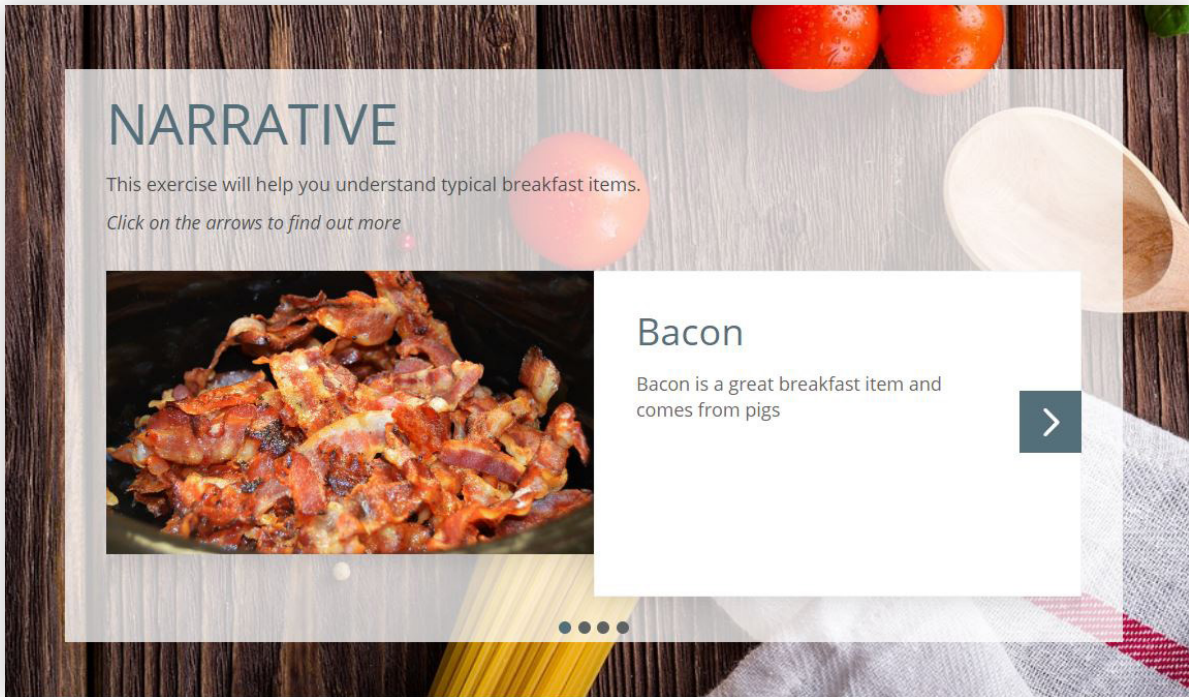 NARRATIVE
This exercise will help you understand typical breakfast items.
Click on the arrows to find out more
Bacon
Bacon is a great breakfast item and
comes from pigs